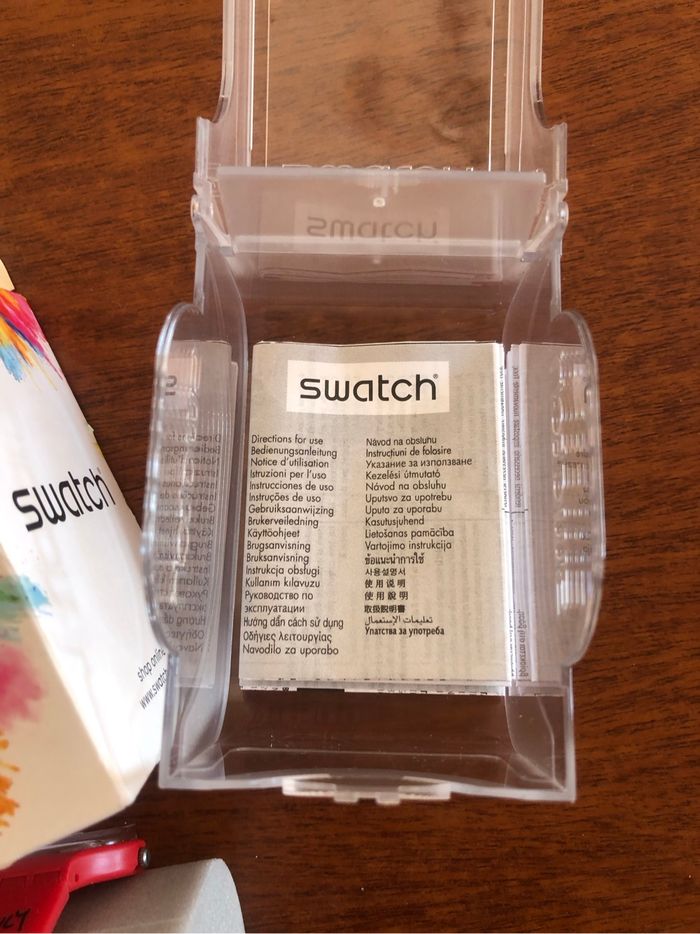 swatch
Directions for use
Bedienungsanleitung
Notice d'utilisation
Istruzioni per l'uso
Instrucciones de uso
Instruções de uso
Gebruiksaanwijzing
Brukerveiledning
Käyttöohjeet
Brugsanvisning
Bruksanvisning
Instrukcja obsługi
Kullanım kılavuzu
Руководство по
эксплуатации
Hướng dẫn cách sử dụng
Οδηγίες λειτουργίας
Navodilo za uporabo
Návod na obsluhu
Instrucţiuni de folosire
Указание за използване
Kezelési útmutató
Návod na obsluhu
Uputsvo za upotrebu
Uputa za uporabu
Kasutusjuhend
Lietošanas pamācība
Vartojimo instrukcija
ข้อแนะนำการใช้
사용설명서
使用说明
使用說明
取扱説明書
تعليمات الإستعمال
Упатства за употреба
swatch
shop online
www.swatch
swatch